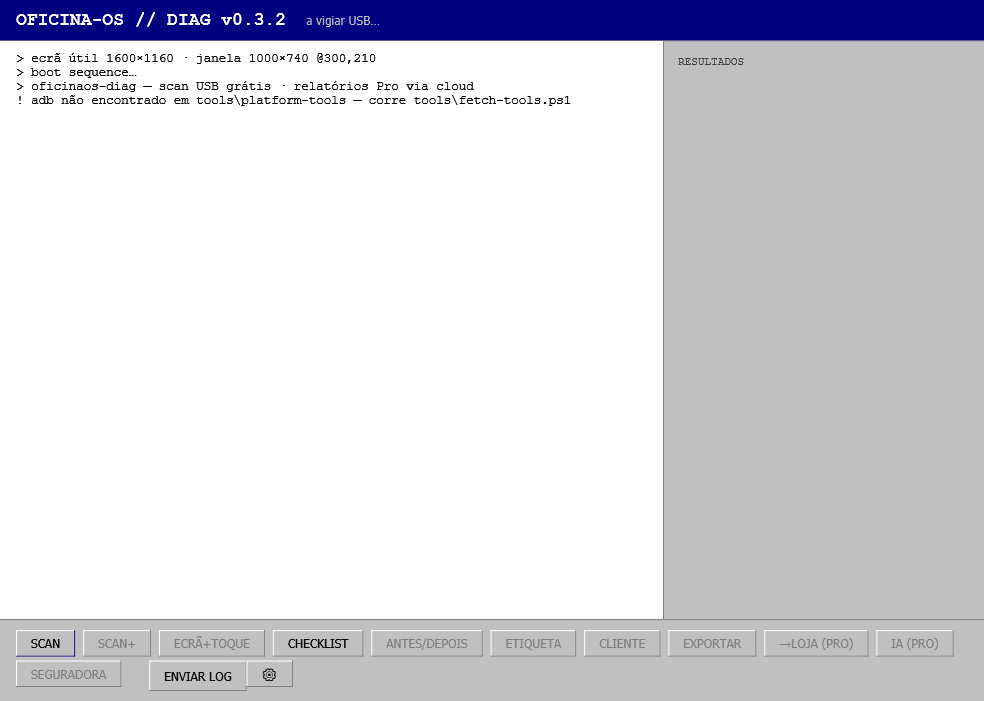 OFICINA-OS // DIAG v0.3.2 a vigiar USB…
> ecrã útil 1600×1160 · janela 1000×740 @300,210
> boot sequence…
> oficinaos-diag — scan USB grátis · relatórios Pro via cloud
! adb não encontrado em tools\platform-tools — corre tools\fetch-tools.ps1
RESULTADOS
SCAN SCAN+ ECRÃ+TOQUE CHECKLIST ANTES/DEPOIS ETIQUETA CLIENTE EXPORTAR →LOJA (PRO) IA (PRO)
SEGURADORA ENVIAR LOG